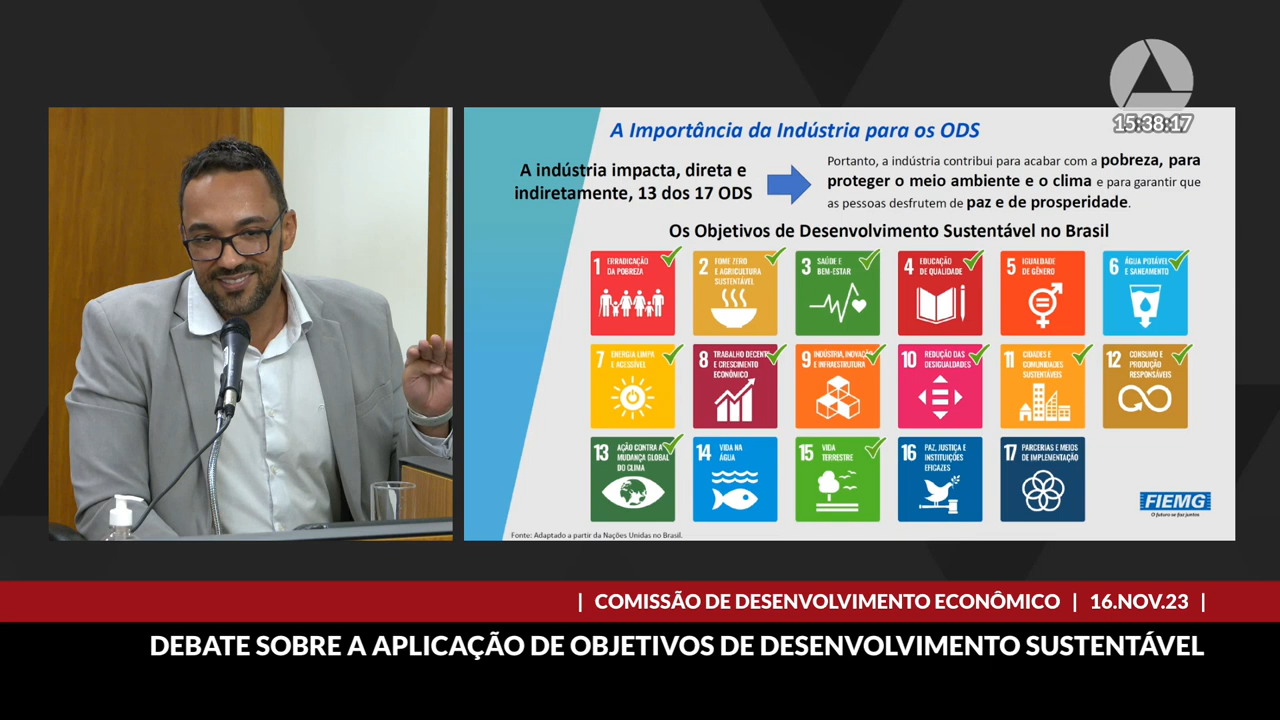 15:38:17
A Importância da Indústria para os ODS
A indústria impacta, direta e
indiretamente, 13 dos 17 ODS
Portanto, a indústria contribui para acabar com a pobreza, para
proteger o meio ambiente e o clima e para garantir que
as pessoas desfrutem de paz e de prosperidade.
Os Objetivos de Desenvolvimento Sustentável no Brasil
1 ERRADICAÇÃO
DA POBREZA
2 FOME ZERO
E AGRICULTURA
SUSTENTÁVEL
3 SAÚDE E
BEM-ESTAR
4 EDUCAÇÃO
DE QUALIDADE
5 IGUALDADE
DE GÊNERO
6 ÁGUA POTÁVEL
E SANEAMENTO
7 ENERGIA LIMPA
E ACESSÍVEL
8 TRABALHO DECENTE
E CRESCIMENTO
ECONÔMICO
9 INDÚSTRIA, INOVAÇÃO
E INFRAESTRUTURA
10 REDUÇÃO DAS
DESIGUALDADES
11 CIDADES E
COMUNIDADES
SUSTENTÁVEIS
12 CONSUMO E
PRODUÇÃO
RESPONSÁVEIS
13 AÇÃO CONTRA A
MUDANÇA GLOBAL
DO CLIMA
14 VIDA NA
ÁGUA
15 VIDA
TERRESTRE
16 PAZ, JUSTIÇA E
INSTITUIÇÕES
EFICAZES
17 PARCERIAS E MEIOS
DE IMPLEMENTAÇÃO
FIEMG
O futuro se faz juntos
Fonte: Adaptado a partir da Nações Unidas no Brasil.
| COMISSÃO DE DESENVOLVIMENTO ECONÔMICO | 16.NOV.23 |
DEBATE SOBRE A APLICAÇÃO DE OBJETIVOS DE DESENVOLVIMENTO SUSTENTÁVEL